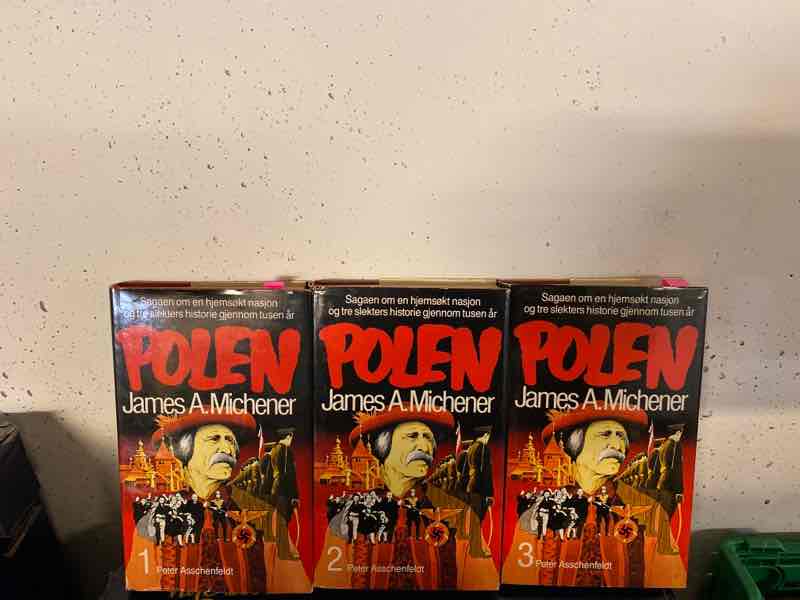 Sagaen om en hjemsøkt nasjon
og tre slekters historie gjennom tusen år
POLEN
James A. Michener
1 Peter Asschenfeldt
Sagaen om en hjemsøkt nasjon
og tre slekters historie gjennom tusen år
POLEN
James A. Michener
2 Peter Asschenfeldt
Sagaen om en hjemsøkt nasjon
og tre slekters historie gjennom tusen år
POLEN
James A. Michener
3 Peter Asschenfeldt